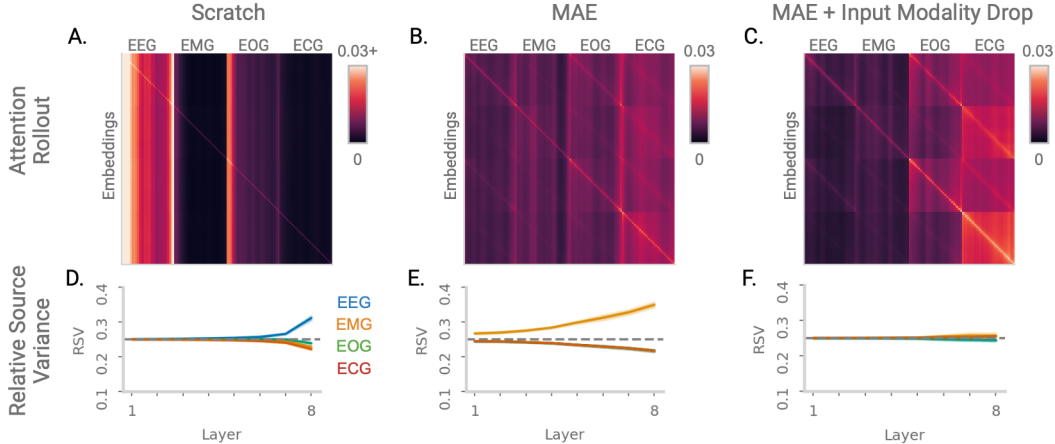 Scratch
MAE
MAE + Input Modality Drop
A.
B.
C.
EEG EMG EOG ECG
EEG EMG EOG ECG
EEG EMG EOG ECG
0.03+
0
0.03
0
0.03
0
Attention
Rollout
Embeddings
Embeddings
Embeddings
D.
E.
F.
Relative Source
Variance
RSV
0.4
0.3
0.2
0.1
1
8
Layer
EEG
EMG
EOG
ECG
RSV
0.4
0.3
0.2
0.1
1
8
Layer
RSV
0.4
0.3
0.2
0.1
1
8
Layer